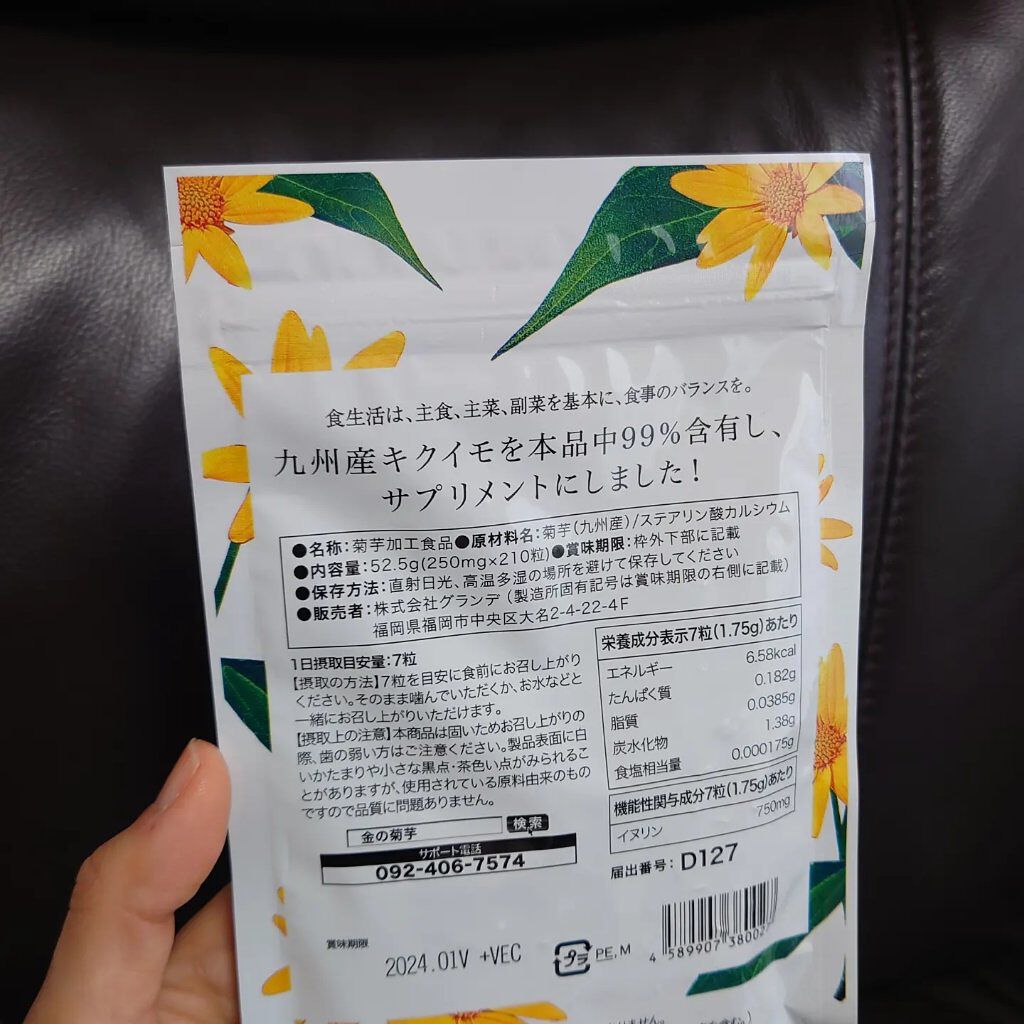 食生活は、主食、主菜、副菜を基本に、食事のバランスを。
九州産キクイモを本品中99%含有し、
サプリメントにしました！
●名称：菊芋加工食品●原材料名：菊芋（九州産）/ステアリン酸カルシウム
●内容量：52.5g(250mg×210粒)●賞味期限：枠外下部に記載
●保存方法：直射日光、高温多湿の場所を避けて保存してください
●販売者：株式会社グランデ（製造所固有記号は賞味期限の右側に記載）
福岡県福岡市中央区大名2-4-22-4F
1日摂取目安量：7粒
【摂取の方法】7粒を目安に食前にお召し上がり
ください。そのまま噛んでいただくか、お水などと
一緒にお召し上がりいただけます。
【摂取上の注意】本商品は固いためお召し上がりの
際、歯の弱い方はご注意ください。製品表面に白
いかたまりや小さな黒点・茶色い点がみられるこ
とがありますが、使用されている原料由来のもの
ですので品質に問題ありません。
金の菊芋 検索
サポート電話
092-406-7574
栄養成分表示7粒(1.75g)あたり
エネルギー 6.58kcal
たんぱく質 0.182g
脂質 0.0385g
炭水化物 1.38g
食塩相当量 0.000175g
機能性関与成分7粒(1.75g)あたり
イヌリン 750mg
届出番号：D127
賞味期限
2024.01V +VEC
プラ PE, M
4 589907 38002